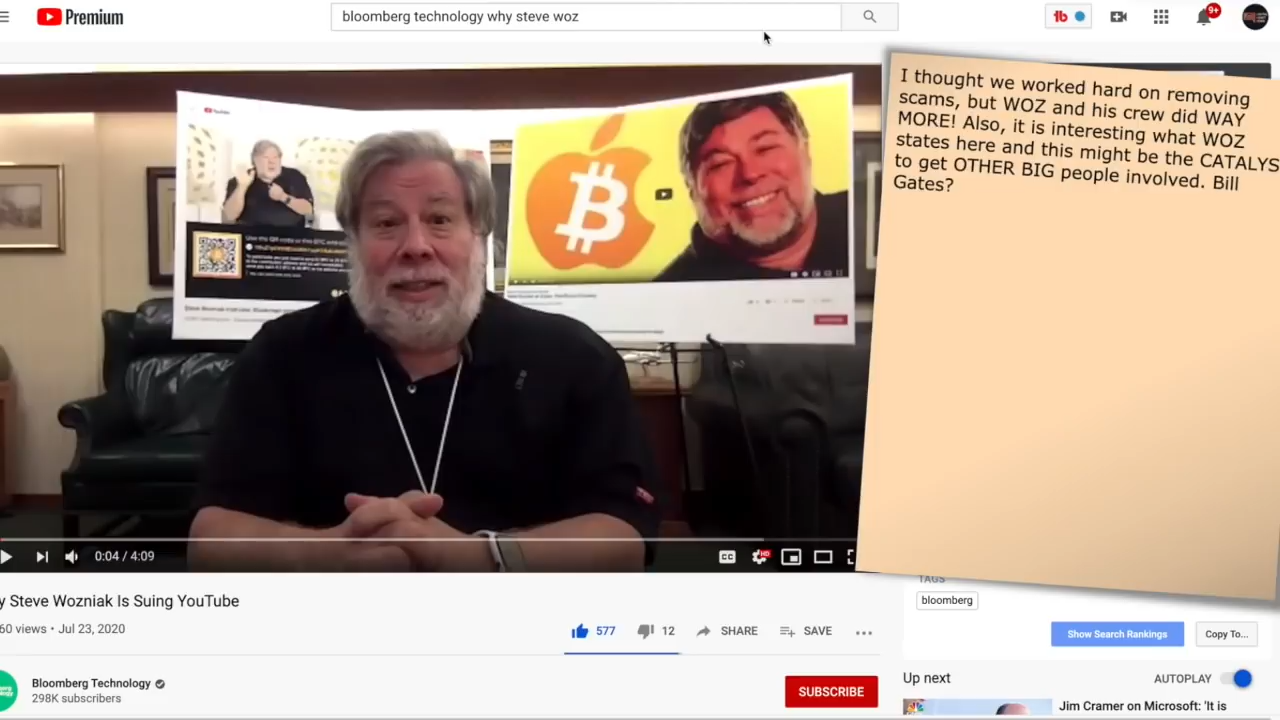 Premium
bloomberg technology why steve woz
tb
9+
I thought we worked hard on removing
scams, but WOZ and his crew did WAY
MORE! Also, it is interesting what WOZ
states here and this might be the CATALYS
to get OTHER BIG people involved. Bill
Gates?
YouTube
0:04 / 4:09
CC
HD
y Steve Wozniak Is Suing YouTube
60 views • Jul 23, 2020
577
12
SHARE
SAVE
Bloomberg Technology
298K subscribers
SUBSCRIBE
TAGS
bloomberg
Show Search Rankings
Copy To...
Up next
AUTOPLAY
Jim Cramer on Microsoft: 'It is